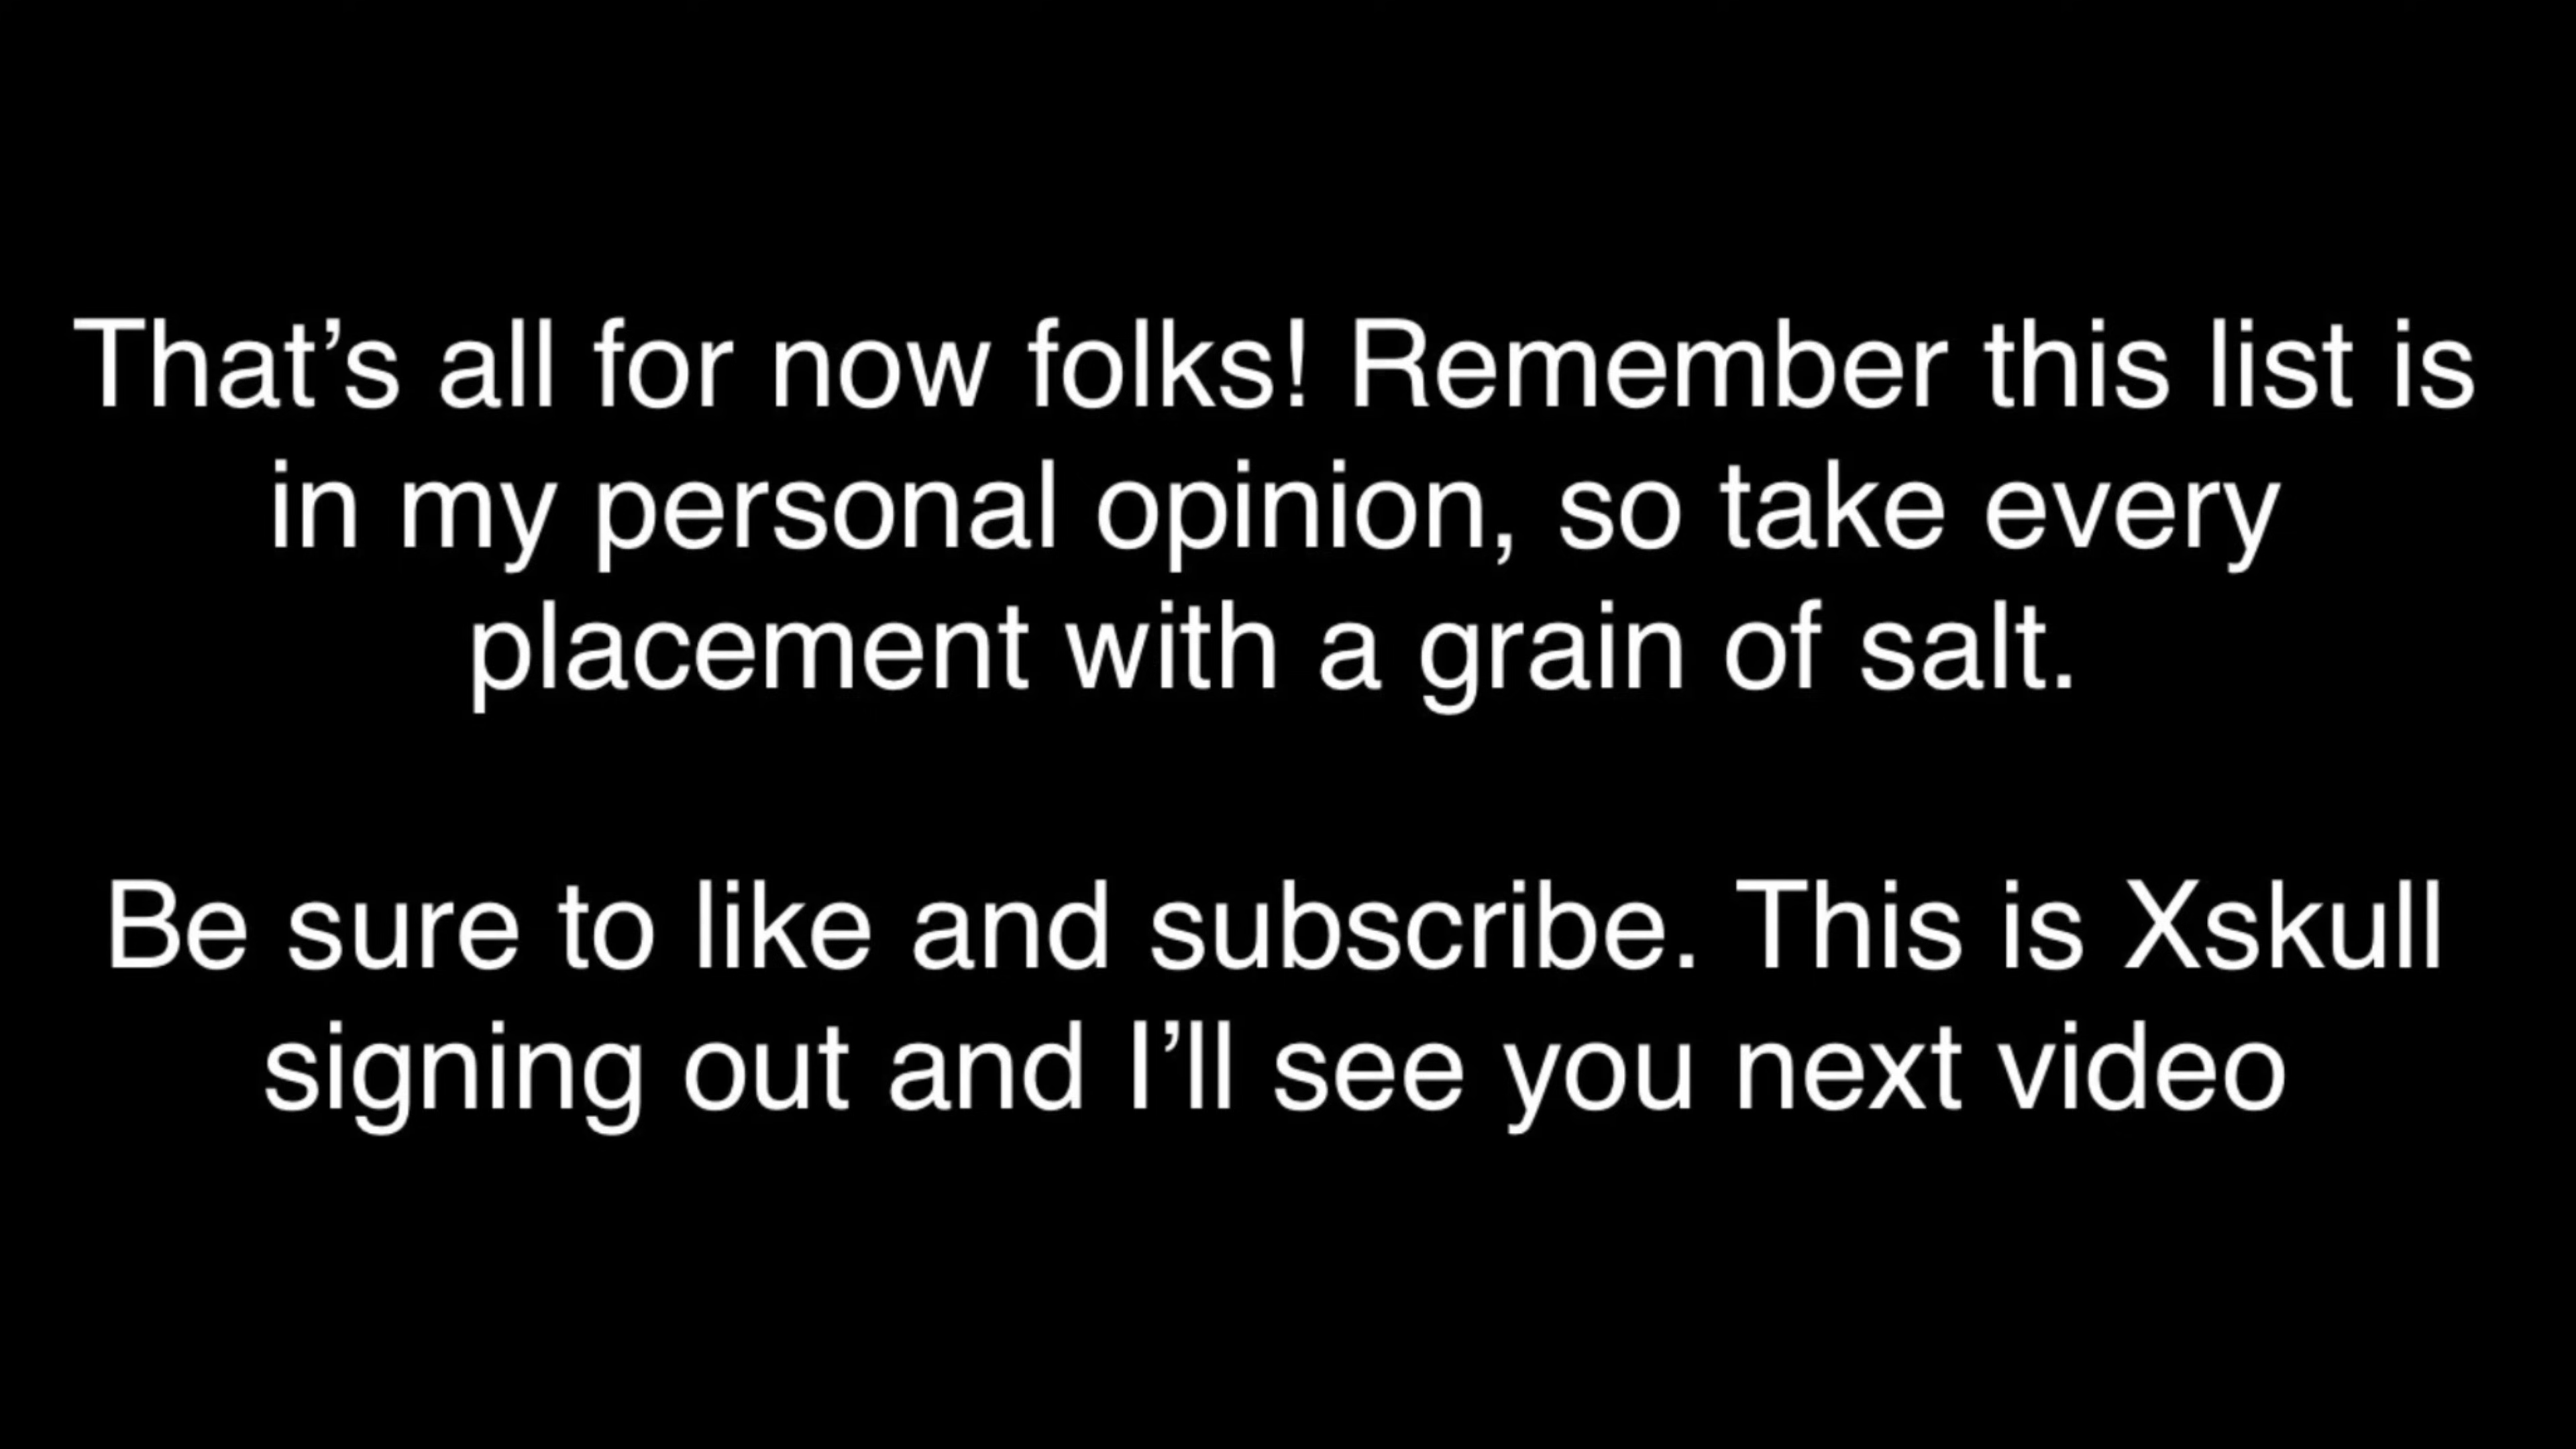 That’s all for now folks! Remember this list is
in my personal opinion, so take every
placement with a grain of salt.
Be sure to like and subscribe. This is Xskull
signing out and I’ll see you next video